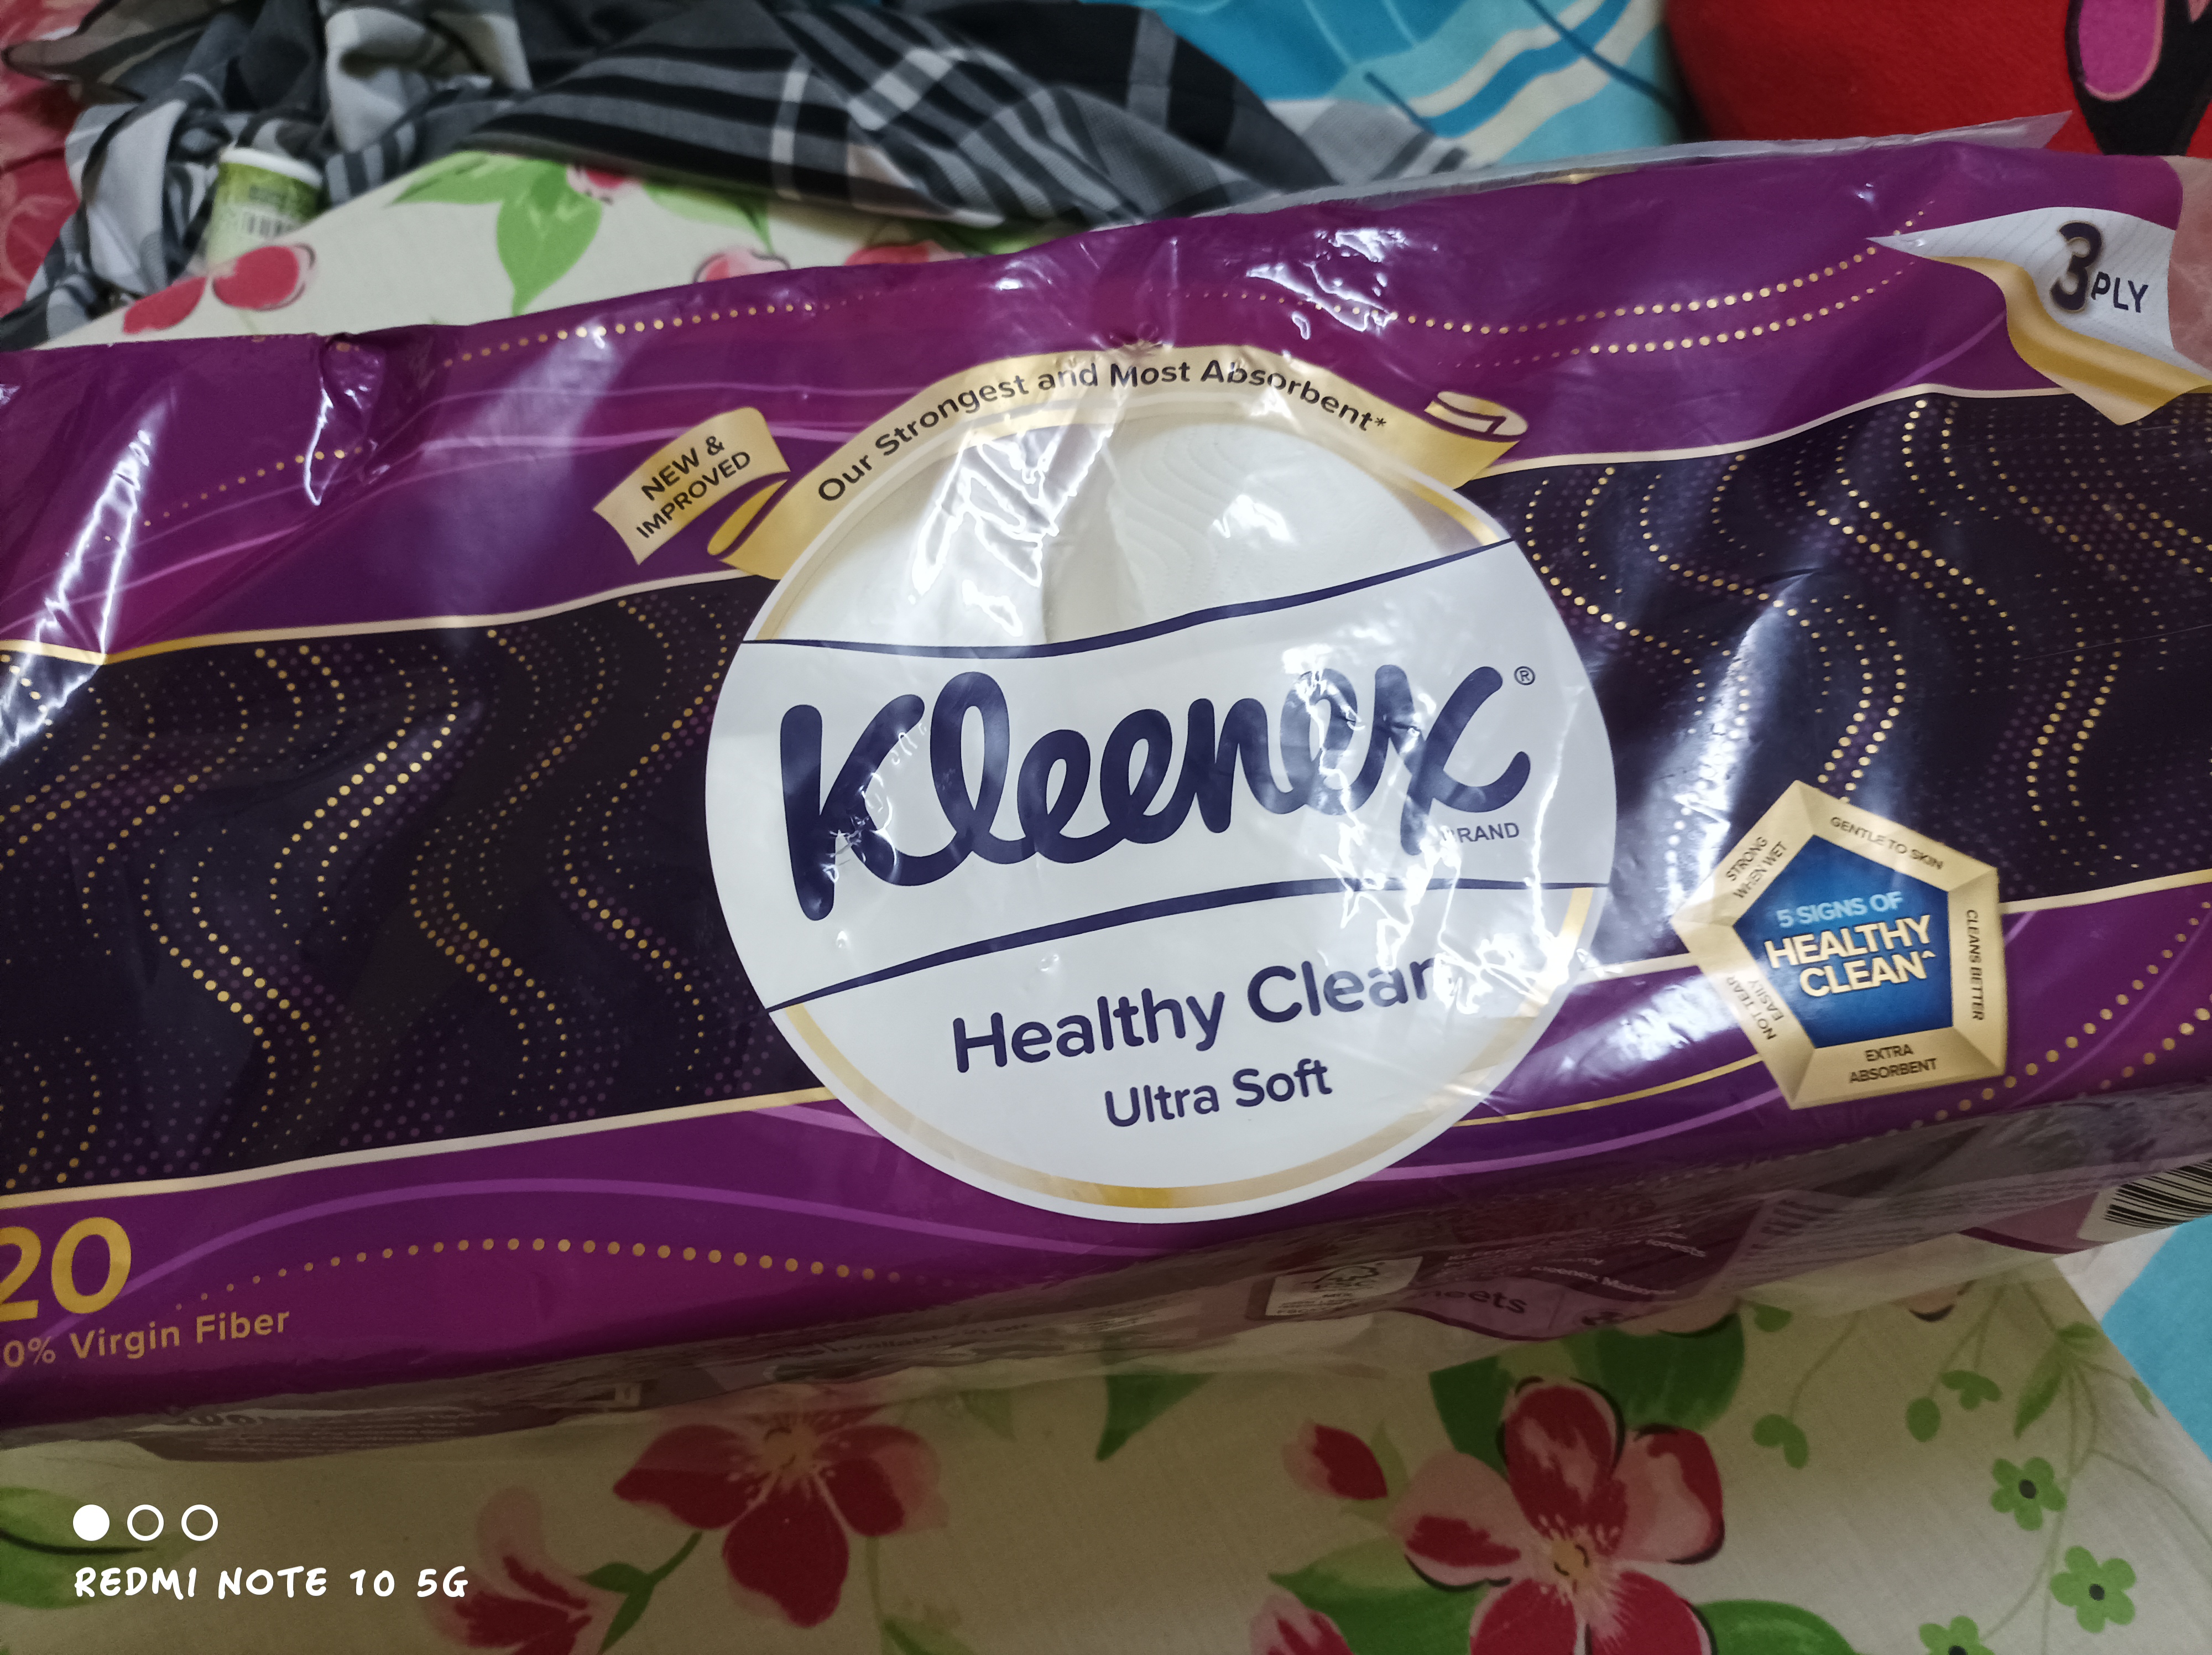 3PLY
NEW &
IMPROVED
Our Strongest and Most Absorbent*
Kleenex®
BRAND
Healthy Clean
Ultra Soft
STRONG
WHEN WET
GENTLE TO SKIN
CLEANS BETTER
EXTRA
ABSORBENT
NOT TEAR
EASILY
5 SIGNS OF
HEALTHY
CLEAN^
20
0% Virgin Fiber
REDMI NOTE 10 5G